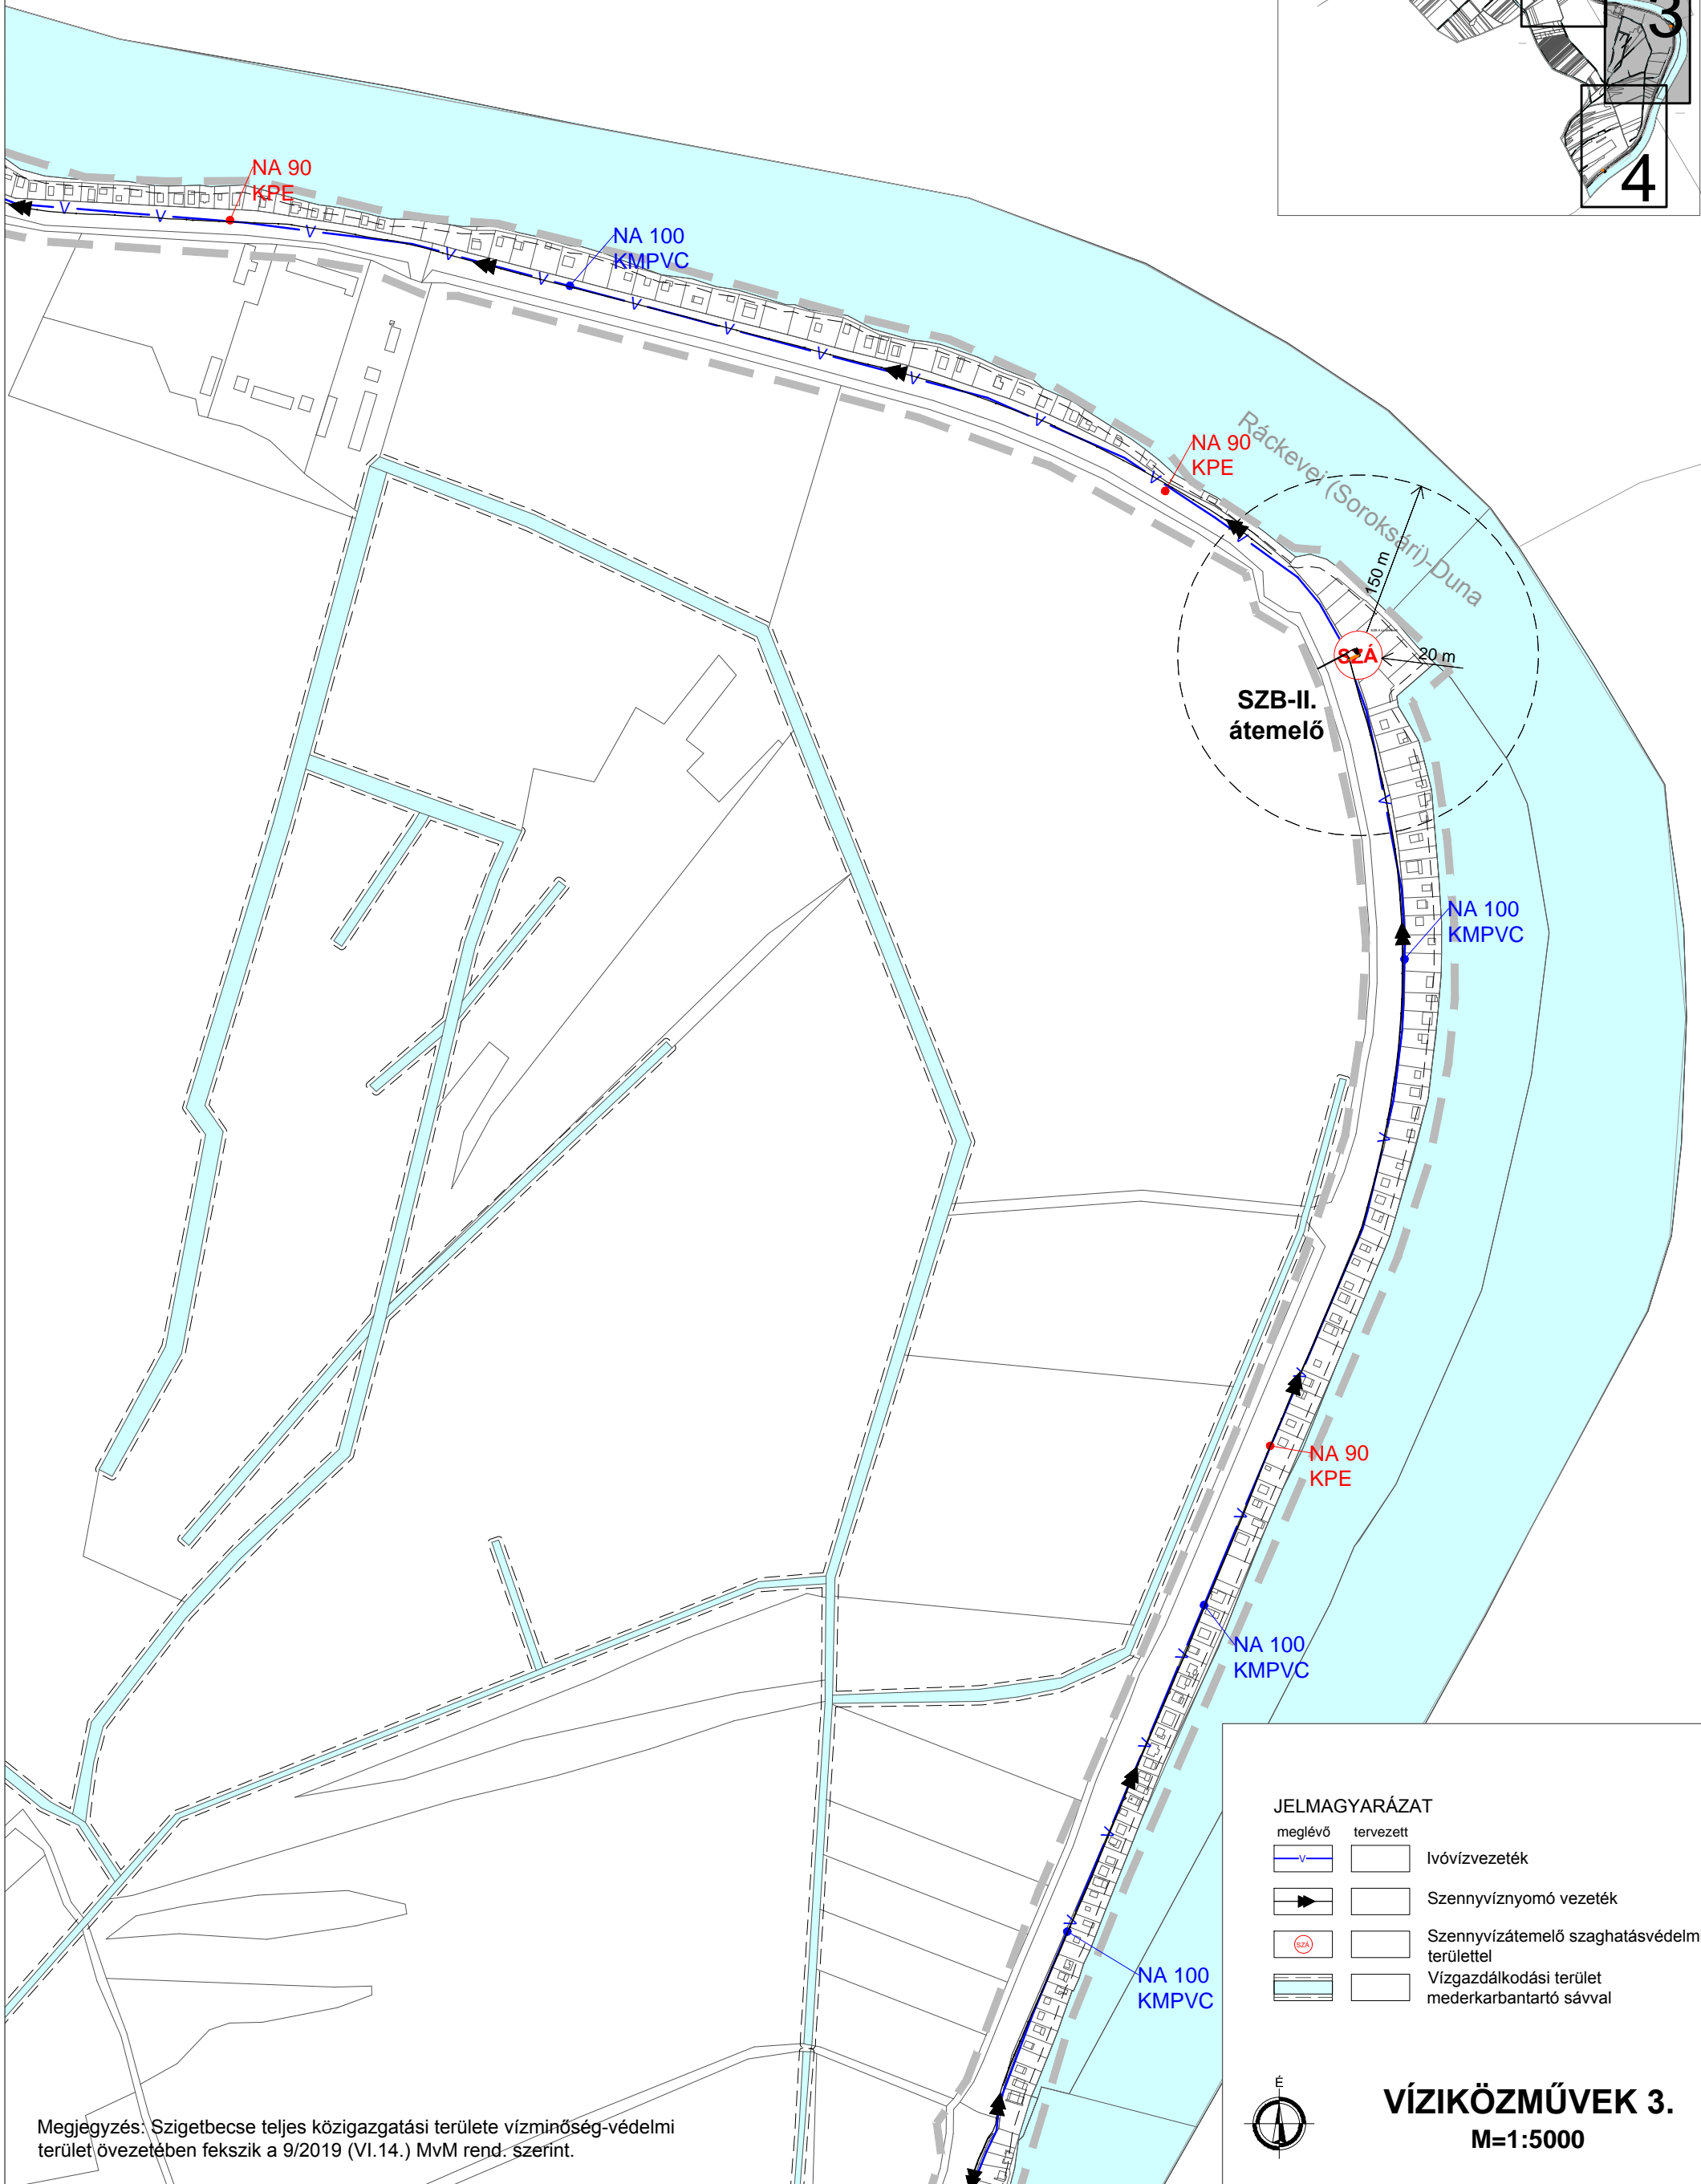 3
4
NA 90
KPE
NA 100
KMPVC
NA 90
KPE
Ráckevei (Soroksári)-Duna
150 m
20 m
SZÁ
SZB-II.
átemelő
NA 100
KMPVC
NA 90
KPE
NA 100
KMPVC
NA 100
KMPVC
JELMAGYARÁZAT
meglévő tervezett
V Ivóvízvezeték
Szennyvíznyomó vezeték
SZÁ Szennyvízátemelő szaghatásvédelmi
területtel
Vízgazdálkodási terület
mederkarbantartó sávval
É
VÍZIKÖZMŰVEK 3.
M=1:5000
Megjegyzés: Szigetbecse teljes közigazgatási területe vízminőség-védelmi
terület övezetében fekszik a 9/2019 (VI.14.) MvM rend. szerint.